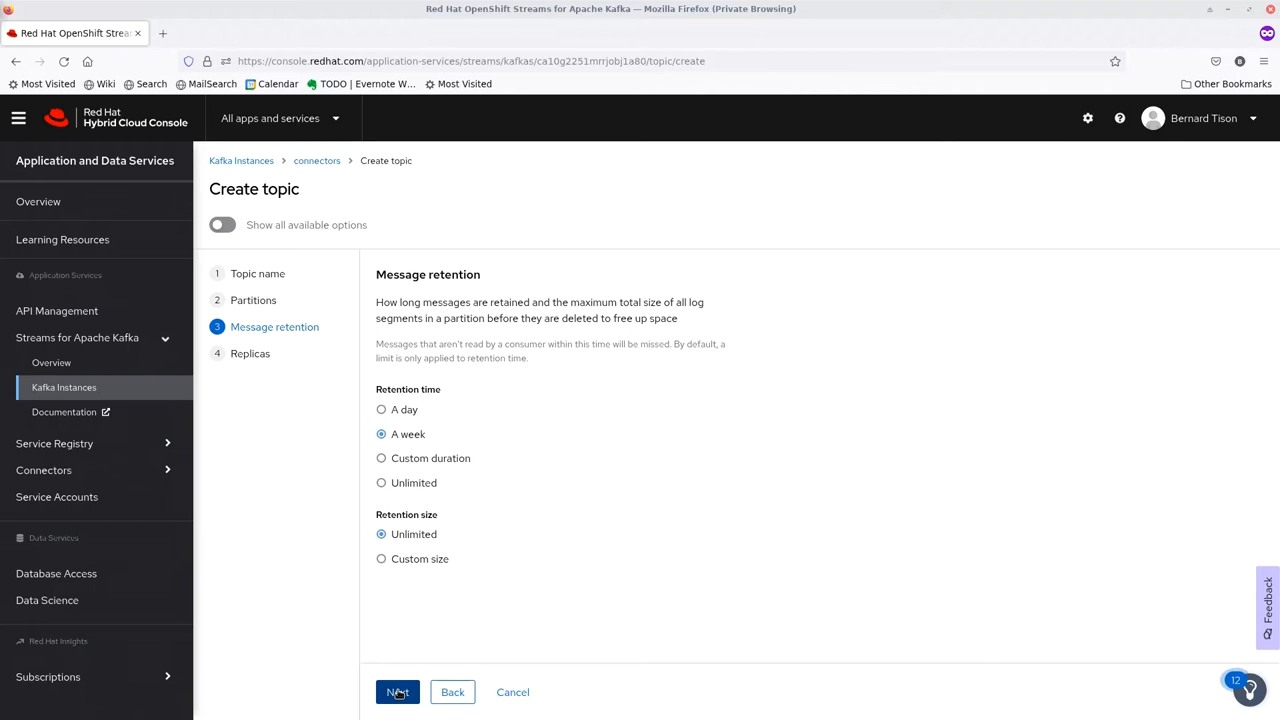 Red Hat OpenShift Streams for Apache Kafka — Mozilla Firefox (Private Browsing)
Red Hat OpenShift Strea
https://console.redhat.com/application-services/streams/kafkas/ca10g2251mrrjobj1a80/topic/create
Most Visited Wiki Search MailSearch Calendar TODO | Evernote W... Most Visited Other Bookmarks
Red Hat
Hybrid Cloud Console
All apps and services
Bernard Tison
Application and Data Services
Overview
Learning Resources
Application Services
API Management
Streams for Apache Kafka
Overview
Kafka Instances
Documentation
Service Registry
Connectors
Service Accounts
Data Services
Database Access
Data Science
Red Hat Insights
Subscriptions
Kafka Instances > connectors > Create topic
Create topic
Show all available options
1 Topic name
2 Partitions
3 Message retention
4 Replicas
Message retention
How long messages are retained and the maximum total size of all log
segments in a partition before they are deleted to free up space
Messages that aren't read by a consumer within this time will be missed. By default, a
limit is only applied to retention time.
Retention time
A day
A week
Custom duration
Unlimited
Retention size
Unlimited
Custom size
Next Back Cancel
Feedback
12